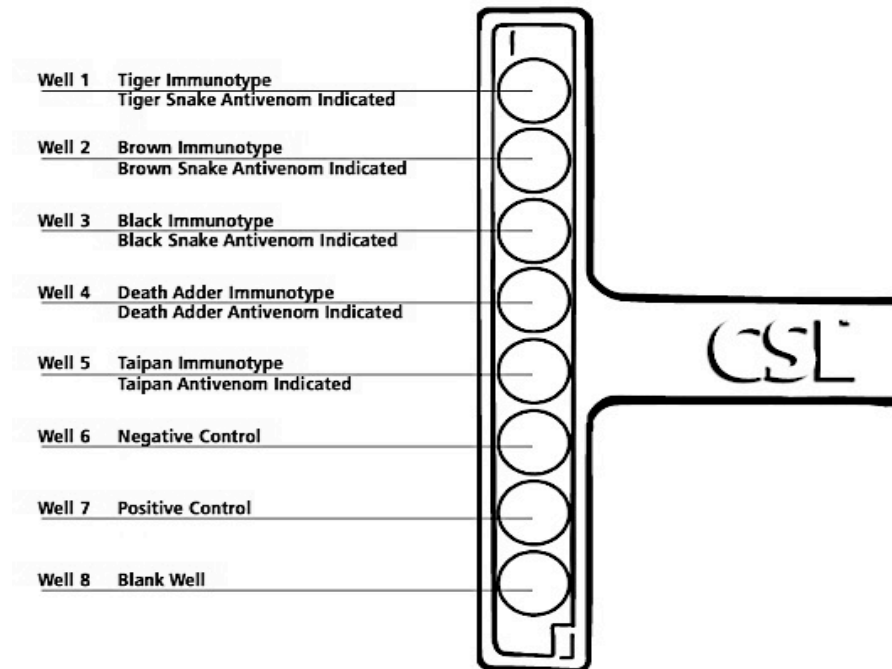 Well 1 Tiger Immunotype
Tiger Snake Antivenom Indicated
Well 2 Brown Immunotype
Brown Snake Antivenom Indicated
Well 3 Black Immunotype
Black Snake Antivenom Indicated
Well 4 Death Adder Immunotype
Death Adder Antivenom Indicated
Well 5 Taipan Immunotype
Taipan Antivenom Indicated
Well 6 Negative Control
Well 7 Positive Control
Well 8 Blank Well
CSL